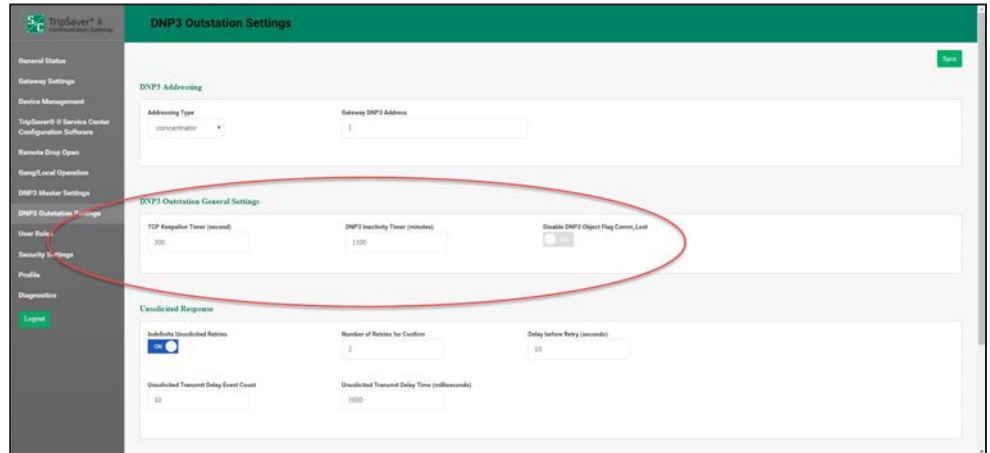 S&C
TripSaver® II
Communication Gateway
DNP3 Outstation Settings
Save
General Status
Gateway Settings
Device Management
TripSaver® II Service Center
Configuration Software
Remote Drop Open
Gang/Local Operation
DNP3 Master Settings
DNP3 Outstation Settings
User Roles
Security Settings
Profile
Diagnostics
Logout
DNP3 Addressing
Addressing Type
Gateway DNP3 Address
concentrator
1
DNP3 Outstation General Settings
TCP Keepalive Timer (second)
DNP3 Inactivity Timer (minutes)
Disable DNP3 Object Flag Comm_Lost
300
OFF
Unsolicited Response
Indefinite Unsolicited Retries
Number of Retries for Confirm
Delay before Retry (seconds)
ON
2
10
Unsolicited Transmit Delay Event Count
Unsolicited Transmit Delay Time (milliseconds)
10